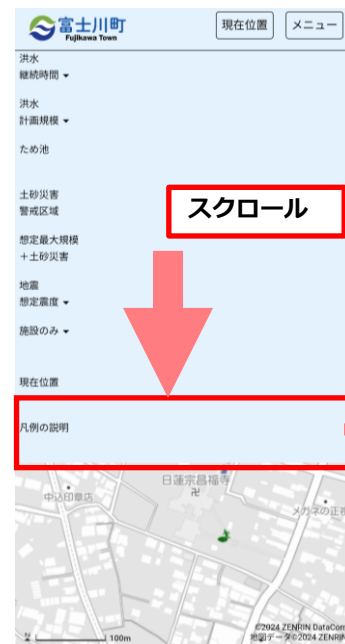 富士川町
Fujikawa Town
現在位置
メニュー
洪水
継続時間 ▾
洪水
計画規模 ▾
ため池
土砂災害
警戒区域
スクロール
想定最大規模
＋土砂災害
地震
想定震度 ▾
施設のみ ▾
現在位置
凡例の説明
日蓮宗昌福寺
卍
中込印章店
メガネの正視
100m
©2024 ZENRIN DataCom
地図データ©2024 ZENRIN